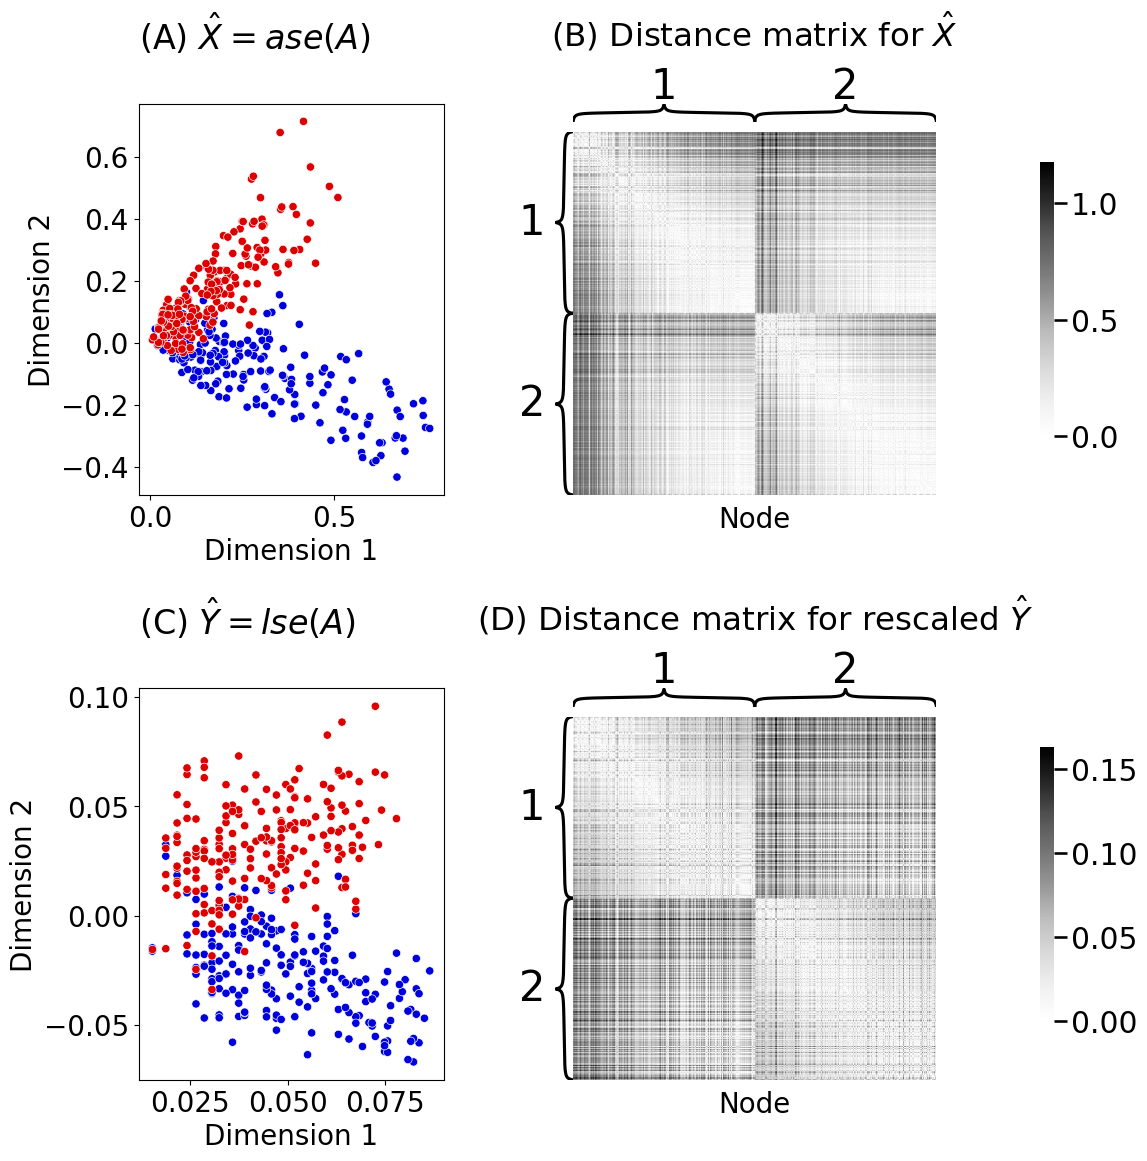 (A) X̂ = ase(A)
(B) Distance matrix for X̂
1 2
0.6
0.4
0.2
0.0
−0.2
−0.4
Dimension 2
0.0 0.5
Dimension 1
1
2
Node
1.0
0.5
0.0
(C) Ŷ = lse(A)
(D) Distance matrix for rescaled Ŷ
1 2
0.10
0.05
0.00
−0.05
Dimension 2
0.025 0.050 0.075
Dimension 1
1
2
Node
0.15
0.10
0.05
0.00